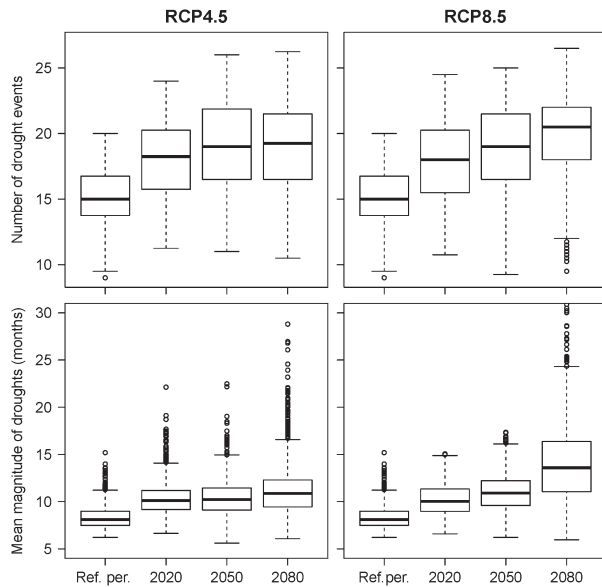 RCP4.5 RCP8.5
Number of drought events
25
20
15
10
Mean magnitude of droughts (months)
30
25
20
15
10
5
Ref. per. 2020 2050 2080 Ref. per. 2020 2050 2080